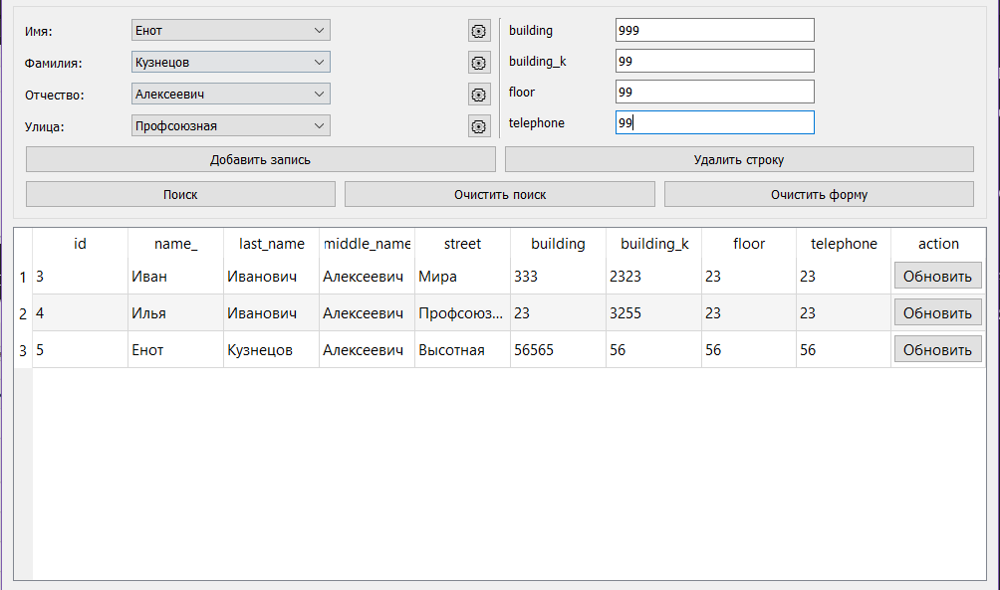 Имя: Енот building 999
Фамилия: Кузнецов building_k 99
Отчество: Алексеевич floor 99
Улица: Профсоюзная telephone 99
Добавить запись Удалить строку
Поиск Очистить поиск Очистить форму
id name_ last_name middle_name street building building_k floor telephone action
1 3 Иван Иванович Алексеевич Мира 333 2323 23 23 Обновить
2 4 Илья Иванович Алексеевич Профсоюз... 23 3255 23 23 Обновить
3 5 Енот Кузнецов Алексеевич Высотная 56565 56 56 56 Обновить